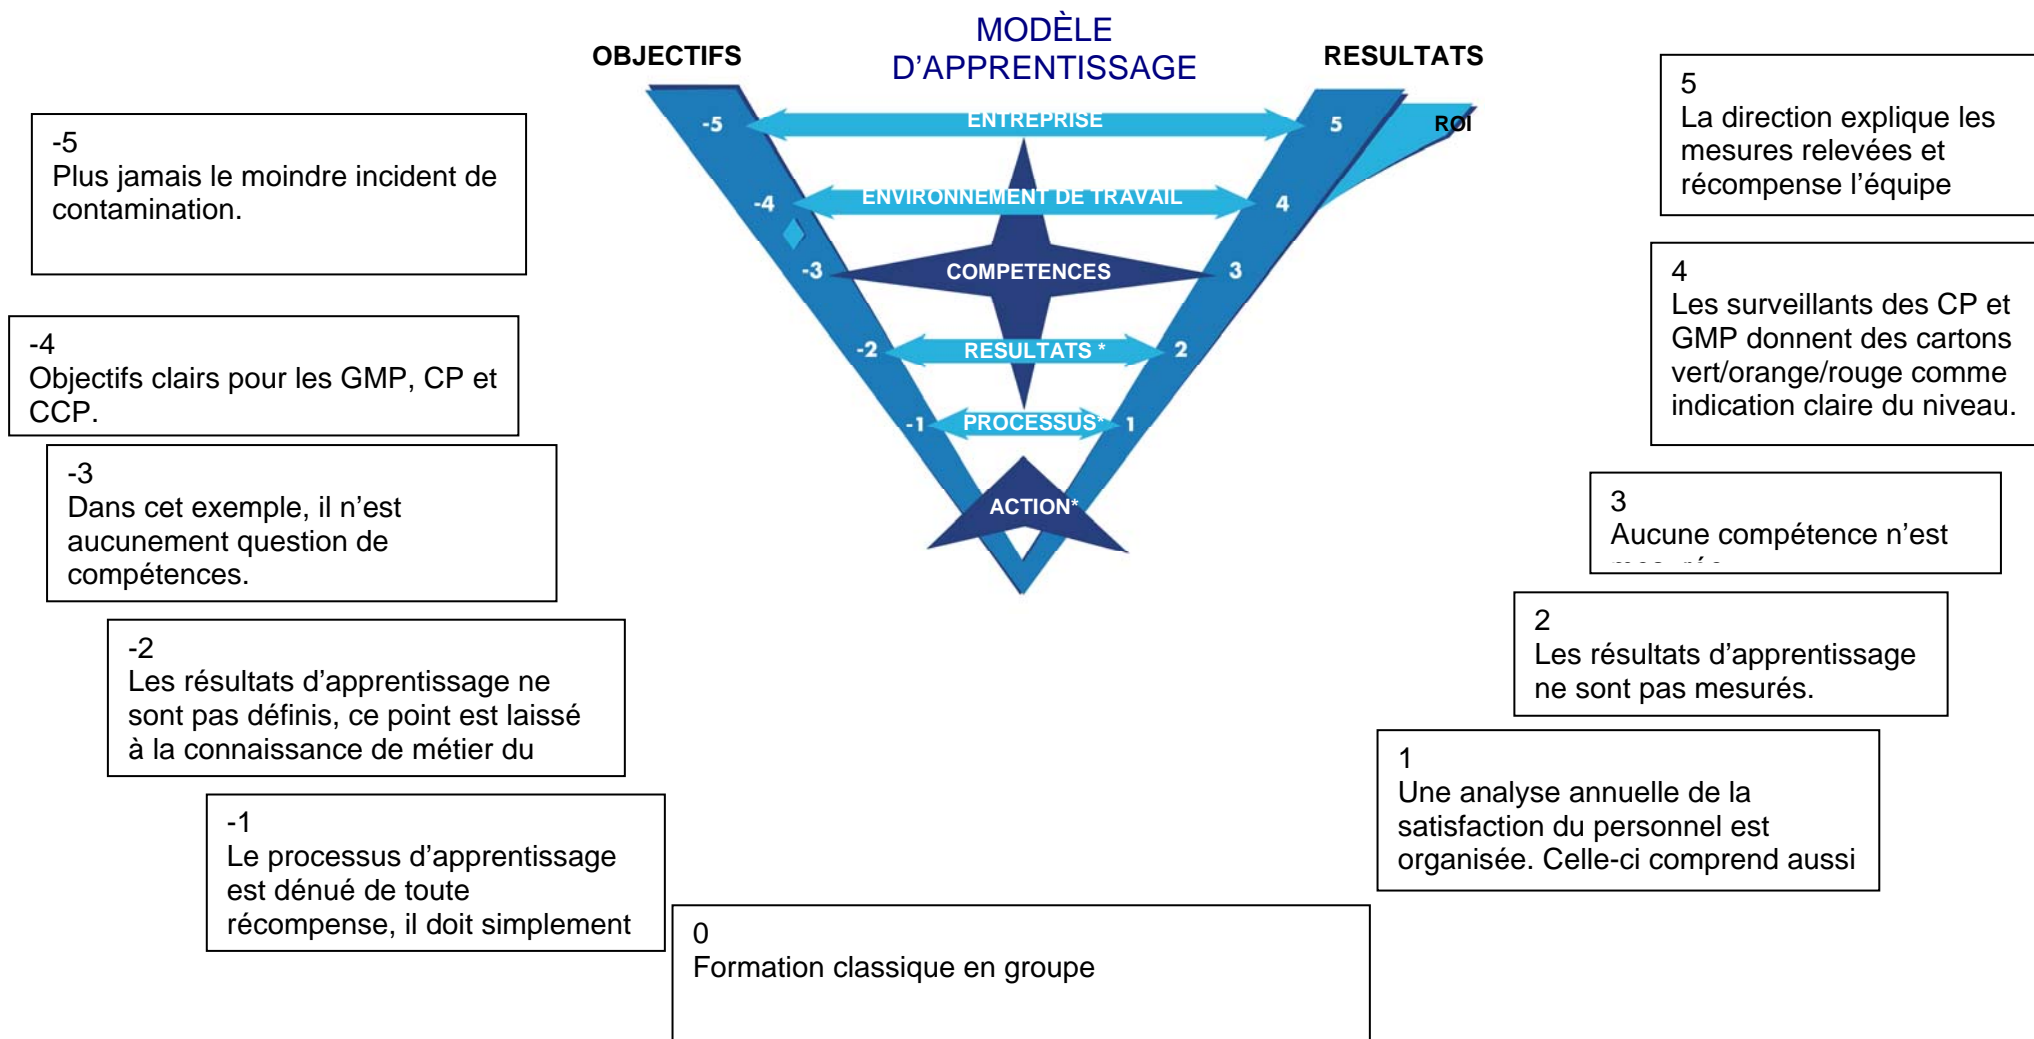 MODÈLE
D'APPRENTISSAGE
OBJECTIFS
RESULTATS
-5
ENTREPRISE
5
ROI
-4
ENVIRONNEMENT DE TRAVAIL
4
-3
COMPETENCES
3
-2
RESULTATS *
2
-1
PROCESSUS*
1
ACTION*
-5
Plus jamais le moindre incident de
contamination.
-4
Objectifs clairs pour les GMP, CP et
CCP.
-3
Dans cet exemple, il n’est
aucunement question de
compétences.
-2
Les résultats d’apprentissage ne
sont pas définis, ce point est laissé
à la connaissance de métier du
-1
Le processus d’apprentissage
est dénué de toute
récompense, il doit simplement
0
Formation classique en groupe
5
La direction explique les
mesures relevées et
récompense l’équipe
4
Les surveillants des CP et
GMP donnent des cartons
vert/orange/rouge comme
indication claire du niveau.
3
Aucune compétence n’est
2
Les résultats d’apprentissage
ne sont pas mesurés.
1
Une analyse annuelle de la
satisfaction du personnel est
organisée. Celle-ci comprend aussi